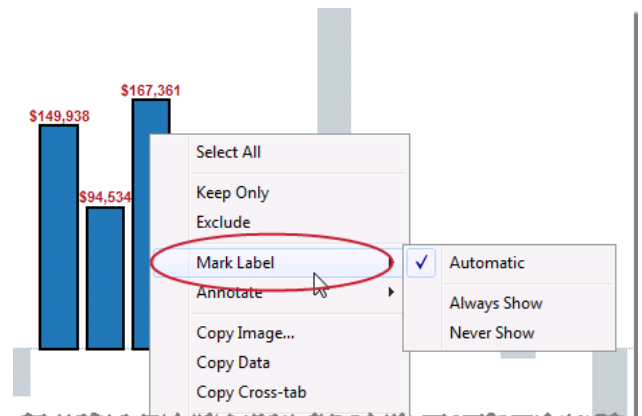 $167,361
$149,938
$94,534
Select All
Keep Only
Exclude
Mark Label
Automatic
Annotate
Always Show
Never Show
Copy Image...
Copy Data
Copy Cross-tab